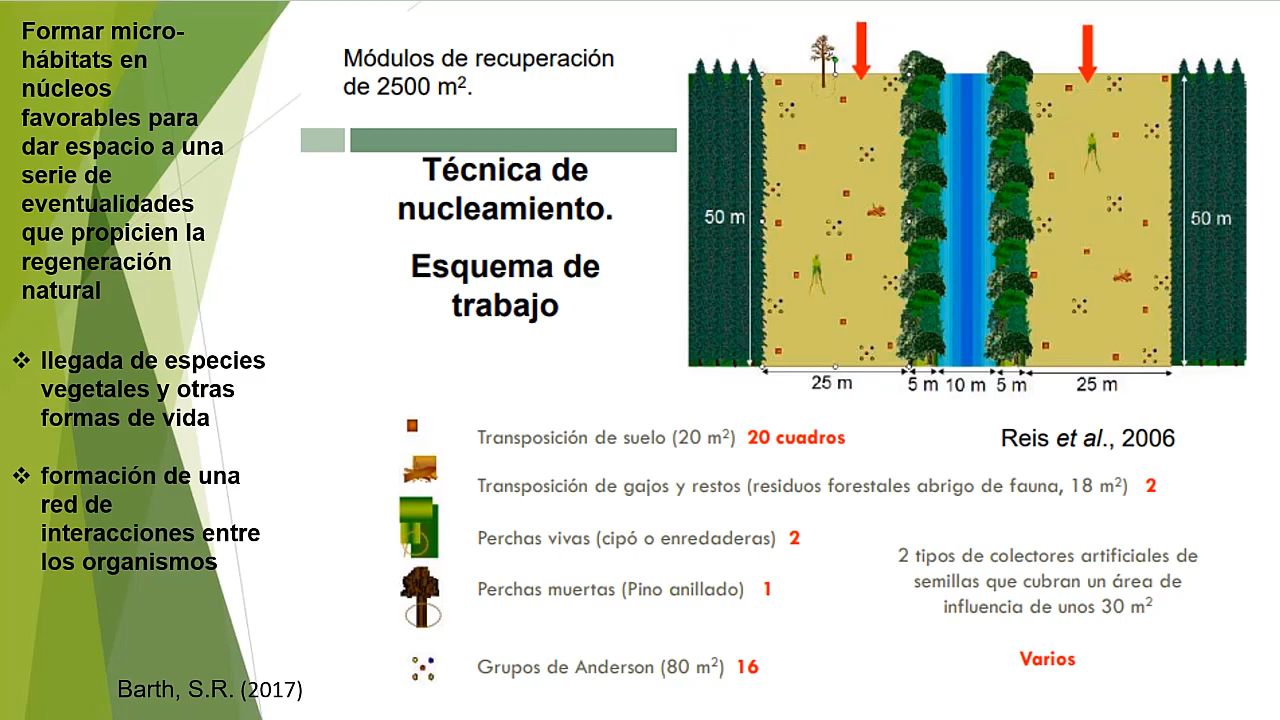 Formar micro-
hábitats en
núcleos
favorables para
dar espacio a una
serie de
eventualidades
que propicien la
regeneración
natural
❖ llegada de especies
vegetales y otras
formas de vida
❖ formación de una
red de
interacciones entre
los organismos
Barth, S.R. (2017)
Módulos de recuperación
de 2500 m².
Técnica de
nucleamiento.
Esquema de
trabajo
50 m
50 m
25 m
5 m
10 m
5 m
25 m
Reis et al., 2006
Transposición de suelo (20 m²) 20 cuadros
Transposición de gajos y restos (residuos forestales abrigo de fauna, 18 m²) 2
Perchas vivas (cipó o enredaderas) 2
Perchas muertas (Pino anillado) 1
Grupos de Anderson (80 m²) 16
2 tipos de colectores artificiales de
semillas que cubran un área de
influencia de unos 30 m²
Varios